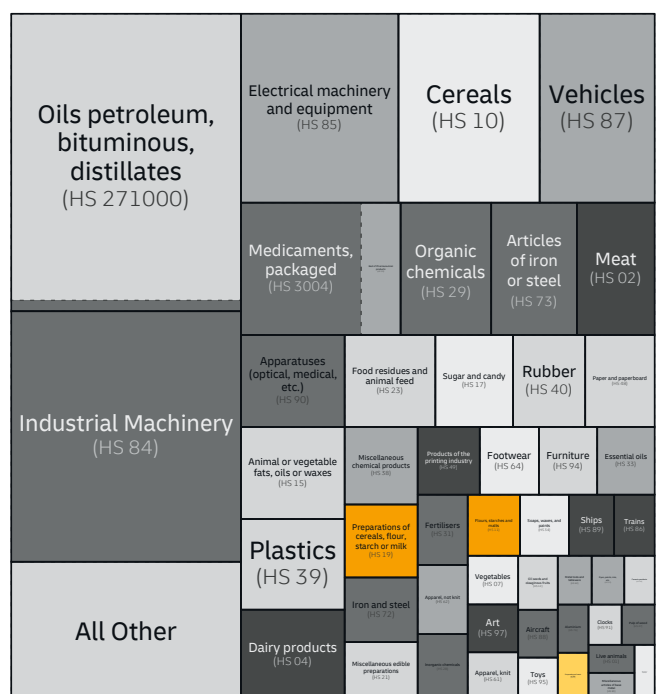 Oils petroleum,
bituminous,
distillates
(HS 271000)
Electrical machinery
and equipment
(HS 85)
Cereals
(HS 10)
Vehicles
(HS 87)
Medicaments,
packaged
(HS 3004)
Organic
chemicals
(HS 29)
Articles
of iron
or steel
(HS 73)
Meat
(HS 02)
Industrial Machinery
(HS 84)
Apparatuses
(optical, medical,
etc.)
(HS 90)
Food residues and
animal feed
(HS 23)
Sugar and candy
(HS 17)
Rubber
(HS 40)
Paper and paperboard
(HS 48)
Animal or vegetable
fats, oils or waxes
(HS 15)
Miscellaneous
chemical products
(HS 38)
Products of the
printing industry
(HS 49)
Footwear
(HS 64)
Furniture
(HS 94)
Essential oils
(HS 33)
Plastics
(HS 39)
Preparations of
cereals, flour,
starch or milk
(HS 19)
Fertilisers
(HS 31)
Flours, starches and
malts
Soaps, waxes, and
paints
Ships
(HS 89)
Trains
(HS 86)
All Other
Dairy products
(HS 04)
Iron and steel
(HS 72)
Miscellaneous edible
preparations
(HS 21)
Apparel, not knit
Vegetables
(HS 07)
Art
(HS 97)
Aircraft
(HS 88)
Clocks
(HS 91)
Apparel, knit
(HS 61)
Toys
(HS 95)
Live animals